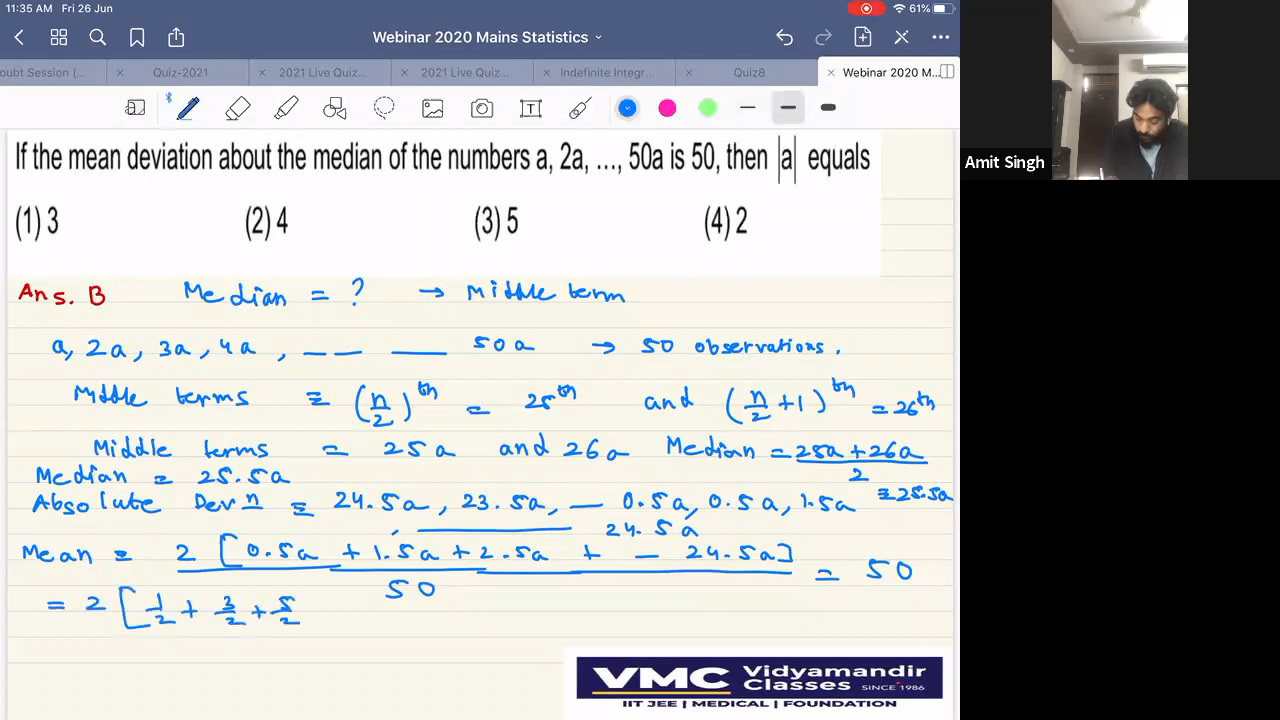 11:35 AM Fri 26 Jun 61%
Webinar 2020 Mains Statistics
oubt Session (... Quiz-2021 2021 Live Quiz... 2021 Live Quiz... Indefinite Integr... Quiz8 Webinar 2020 M...
If the mean deviation about the median of the numbers a, 2a, ..., 50a is 50, then |a| equals
(1) 3 (2) 4 (3) 5 (4) 2
Ans. B Median = ? → Middle term
a, 2a, 3a, 4a, — — — 50a → 50 observations.
Middle terms = (n/2)th = 25th and (n/2 + 1)th = 26th
Middle terms = 25a and 26a Median = 25a + 26a / 2 = 25.5a
Median = 25.5a
Absolute Devn = 24.5a, 23.5a, — 0.5a, 0.5a, 1.5a, — 24.5a
Mean = 2 [0.5a + 1.5a + 2.5a + — 24.5a] / 50 = 50
= 2 [1/2 + 3/2 + 5/2
Amit Singh
VMC Vidyamandir Classes SINCE 1986
IIT JEE | MEDICAL | FOUNDATION